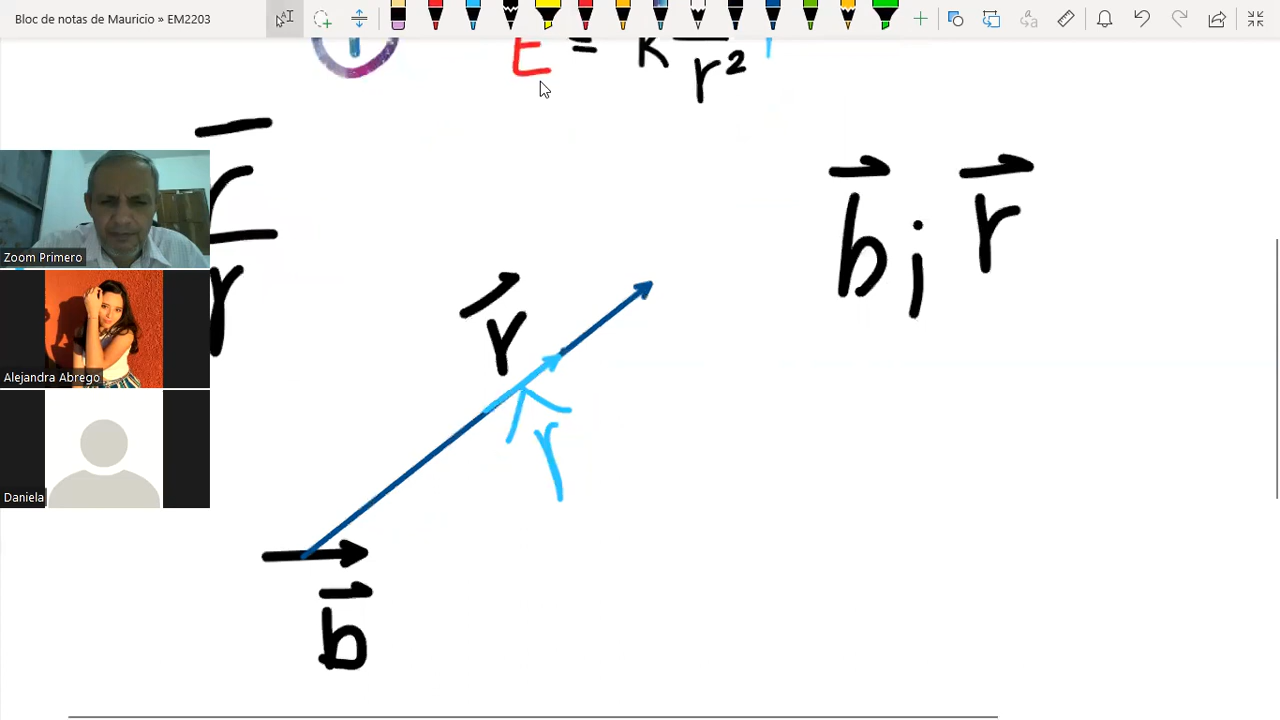 Bloc de notas de Mauricio » EM2203
E = k r²
r
r
b ; r
Zoom Primero
Alejandra Abrego
Daniela
r
r
b